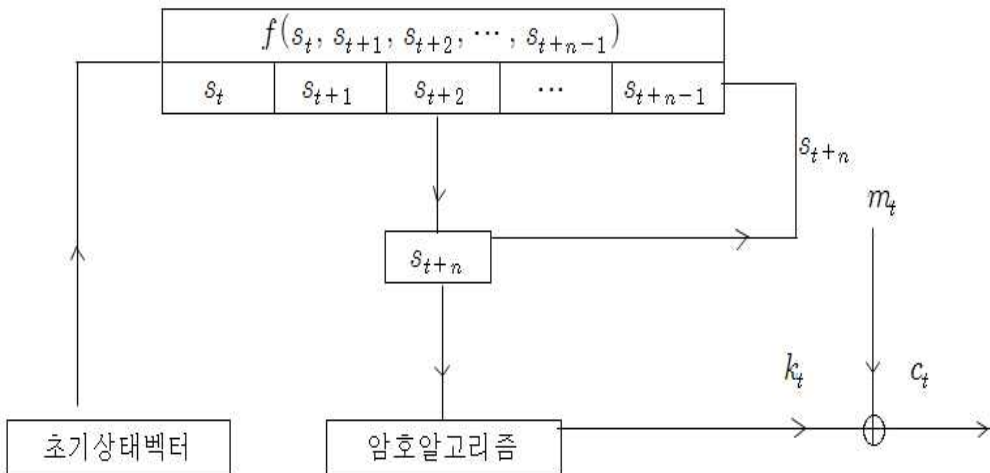 f(s_t, s_{t+1}, s_{t+2}, ⋯, s_{t+n-1})
s_t s_{t+1} s_{t+2} ⋯ s_{t+n-1}
s_{t+n}
m_t
s_{t+n}
k_t c_t
초기상태벡터 암호알고리즘